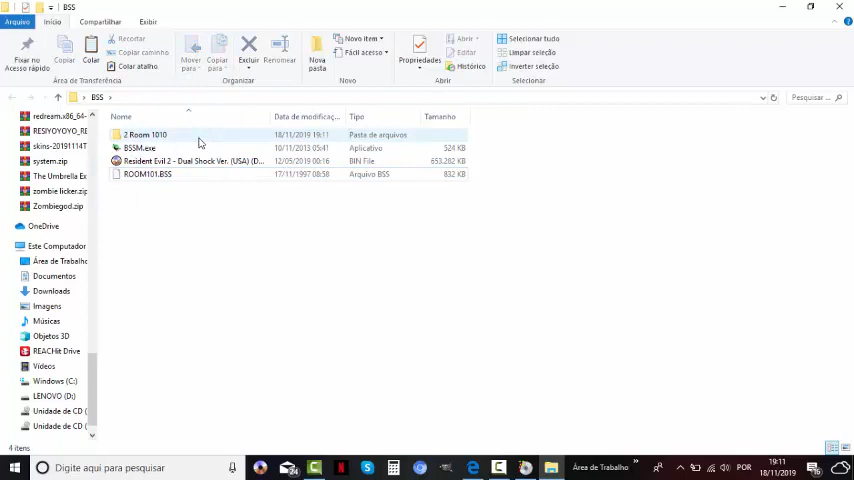 BSS
Arquivo Início Compartilhar Exibir
Fixar no Acesso rápido
Copiar
Colar
Recortar
Copiar caminho
Colar atalho
Área de Transferência
Mover para
Copiar para
Excluir
Renomear
Organizar
Nova pasta
Novo item
Fácil acesso
Novo
Propriedades
Abrir
Editar
Histórico
Abrir
Selecionar tudo
Limpar seleção
Inverter seleção
Selecionar
BSS
Pesquisar ...
Nome Data de modificaç... Tipo Tamanho
2 Room 1010 18/11/2019 19:11 Pasta de arquivos
BSSM.exe 10/11/2013 05:41 Aplicativo 524 KB
Resident Evil 2 - Dual Shock Ver. (USA) (D... 12/05/2019 00:16 BIN File 653.282 KB
ROOM101.BSS 17/11/1997 08:58 Arquivo BSS 832 KB
redream.x86_64-
RESIYOYOYO_RE
skins-20191114T
system.zip
The Umbrella Ex
zombie licker.zip
Zombiegod.zip
OneDrive
Este Computador
Área de Trabalho
Documentos
Downloads
Imagens
Músicas
Objetos 3D
REACHit Drive
Vídeos
Windows (C:)
LENOVO (D:)
Unidade de CD (
Unidade de CD (
4 itens
Digite aqui para pesquisar
24
Área de Trabalho
POR
19:11
18/11/2019